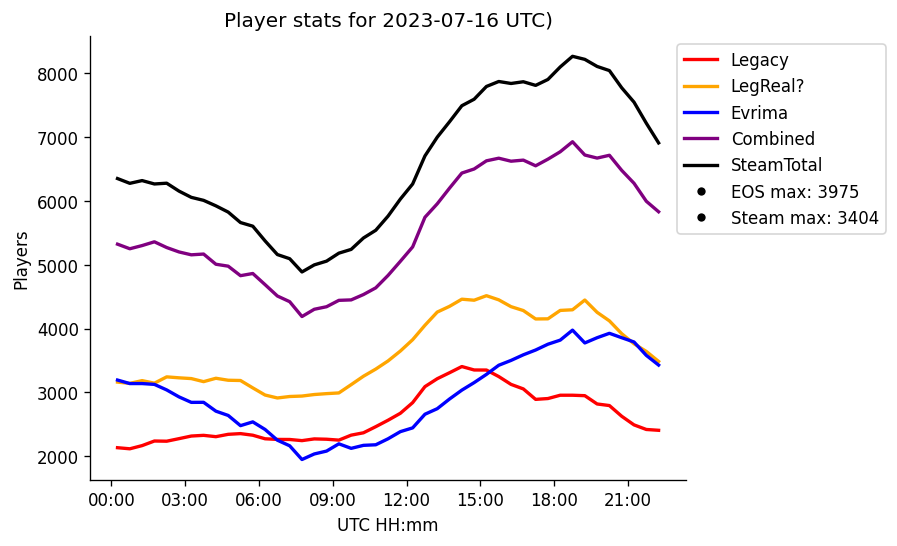 Player stats for 2023-07-16 UTC)
8000
7000
6000
5000
4000
3000
2000
Players
00:00 03:00 06:00 09:00 12:00 15:00 18:00 21:00
UTC HH:mm
Legacy
LegReal?
Evrima
Combined
SteamTotal
EOS max: 3975
Steam max: 3404